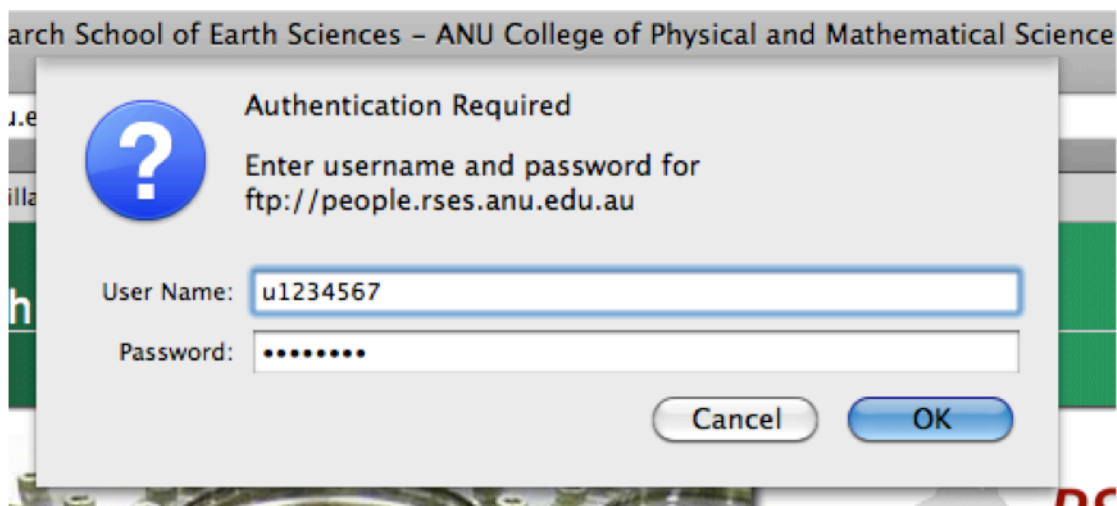 arch School of Earth Sciences – ANU College of Physical and Mathematical Science
Authentication Required
Enter username and password for
ftp://people.rses.anu.edu.au
User Name: u1234567
Password: ••••••••
Cancel OK